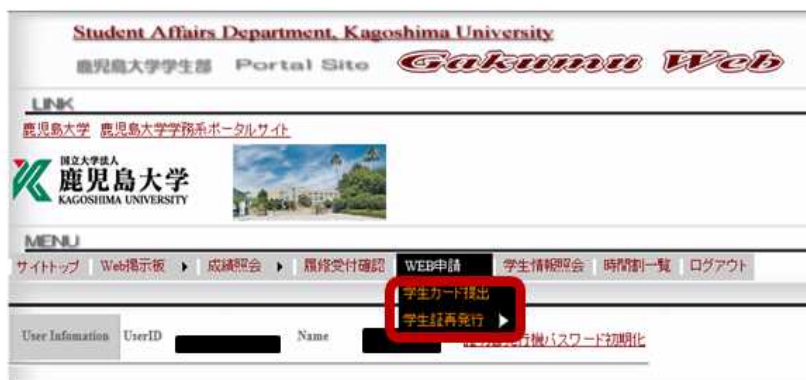 Student Affairs Department, Kagoshima University
鹿児島大学学生部 Portal Site Gakumu Web
LINK
鹿児島大学 鹿児島大学学務系ポータルサイト
国立大学法人
鹿児島大学
KAGOSHIMA UNIVERSITY
MENU
サイトトップ Web掲示板 成績照会 履修受付確認 WEB申請 学生情報照会 時間割一覧 ログアウト
学生カード提出
学生証再発行
User Infomation UserID Name 行機パスワード初期化